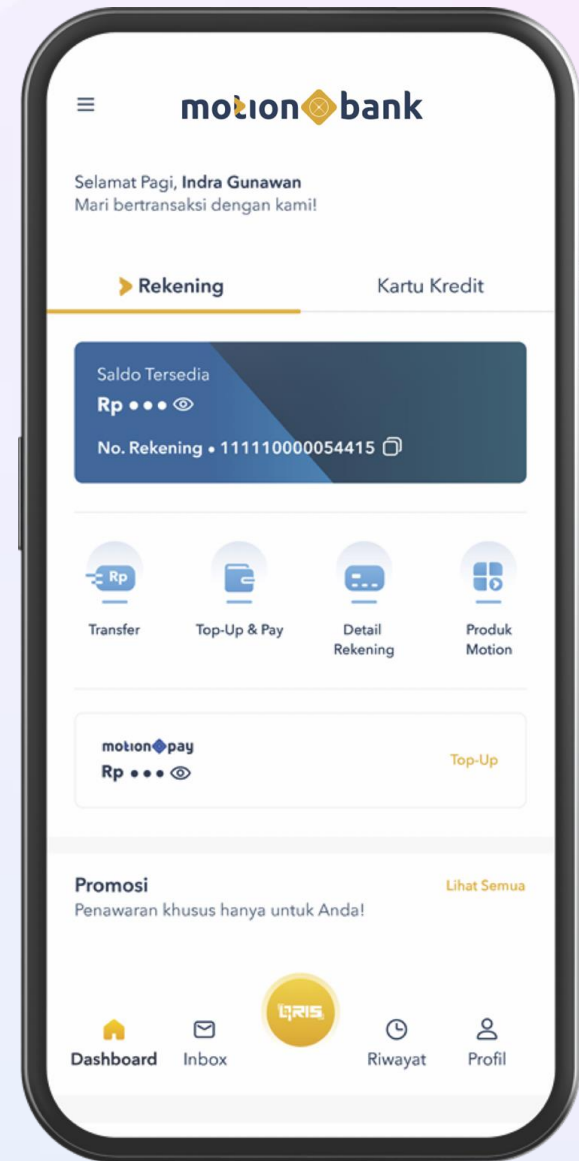 motion bank
Selamat Pagi, Indra Gunawan
Mari bertransaksi dengan kami!
Rekening
Kartu Kredit
Saldo Tersedia
Rp •••
No. Rekening • 111110000054415
Rp
Transfer
Top-Up & Pay
Detail
Rekening
Produk
Motion
motion pay
Rp •••
Top-Up
Promosi
Lihat Semua
Penawaran khusus hanya untuk Anda!
QRIS
Dashboard
Inbox
Riwayat
Profil